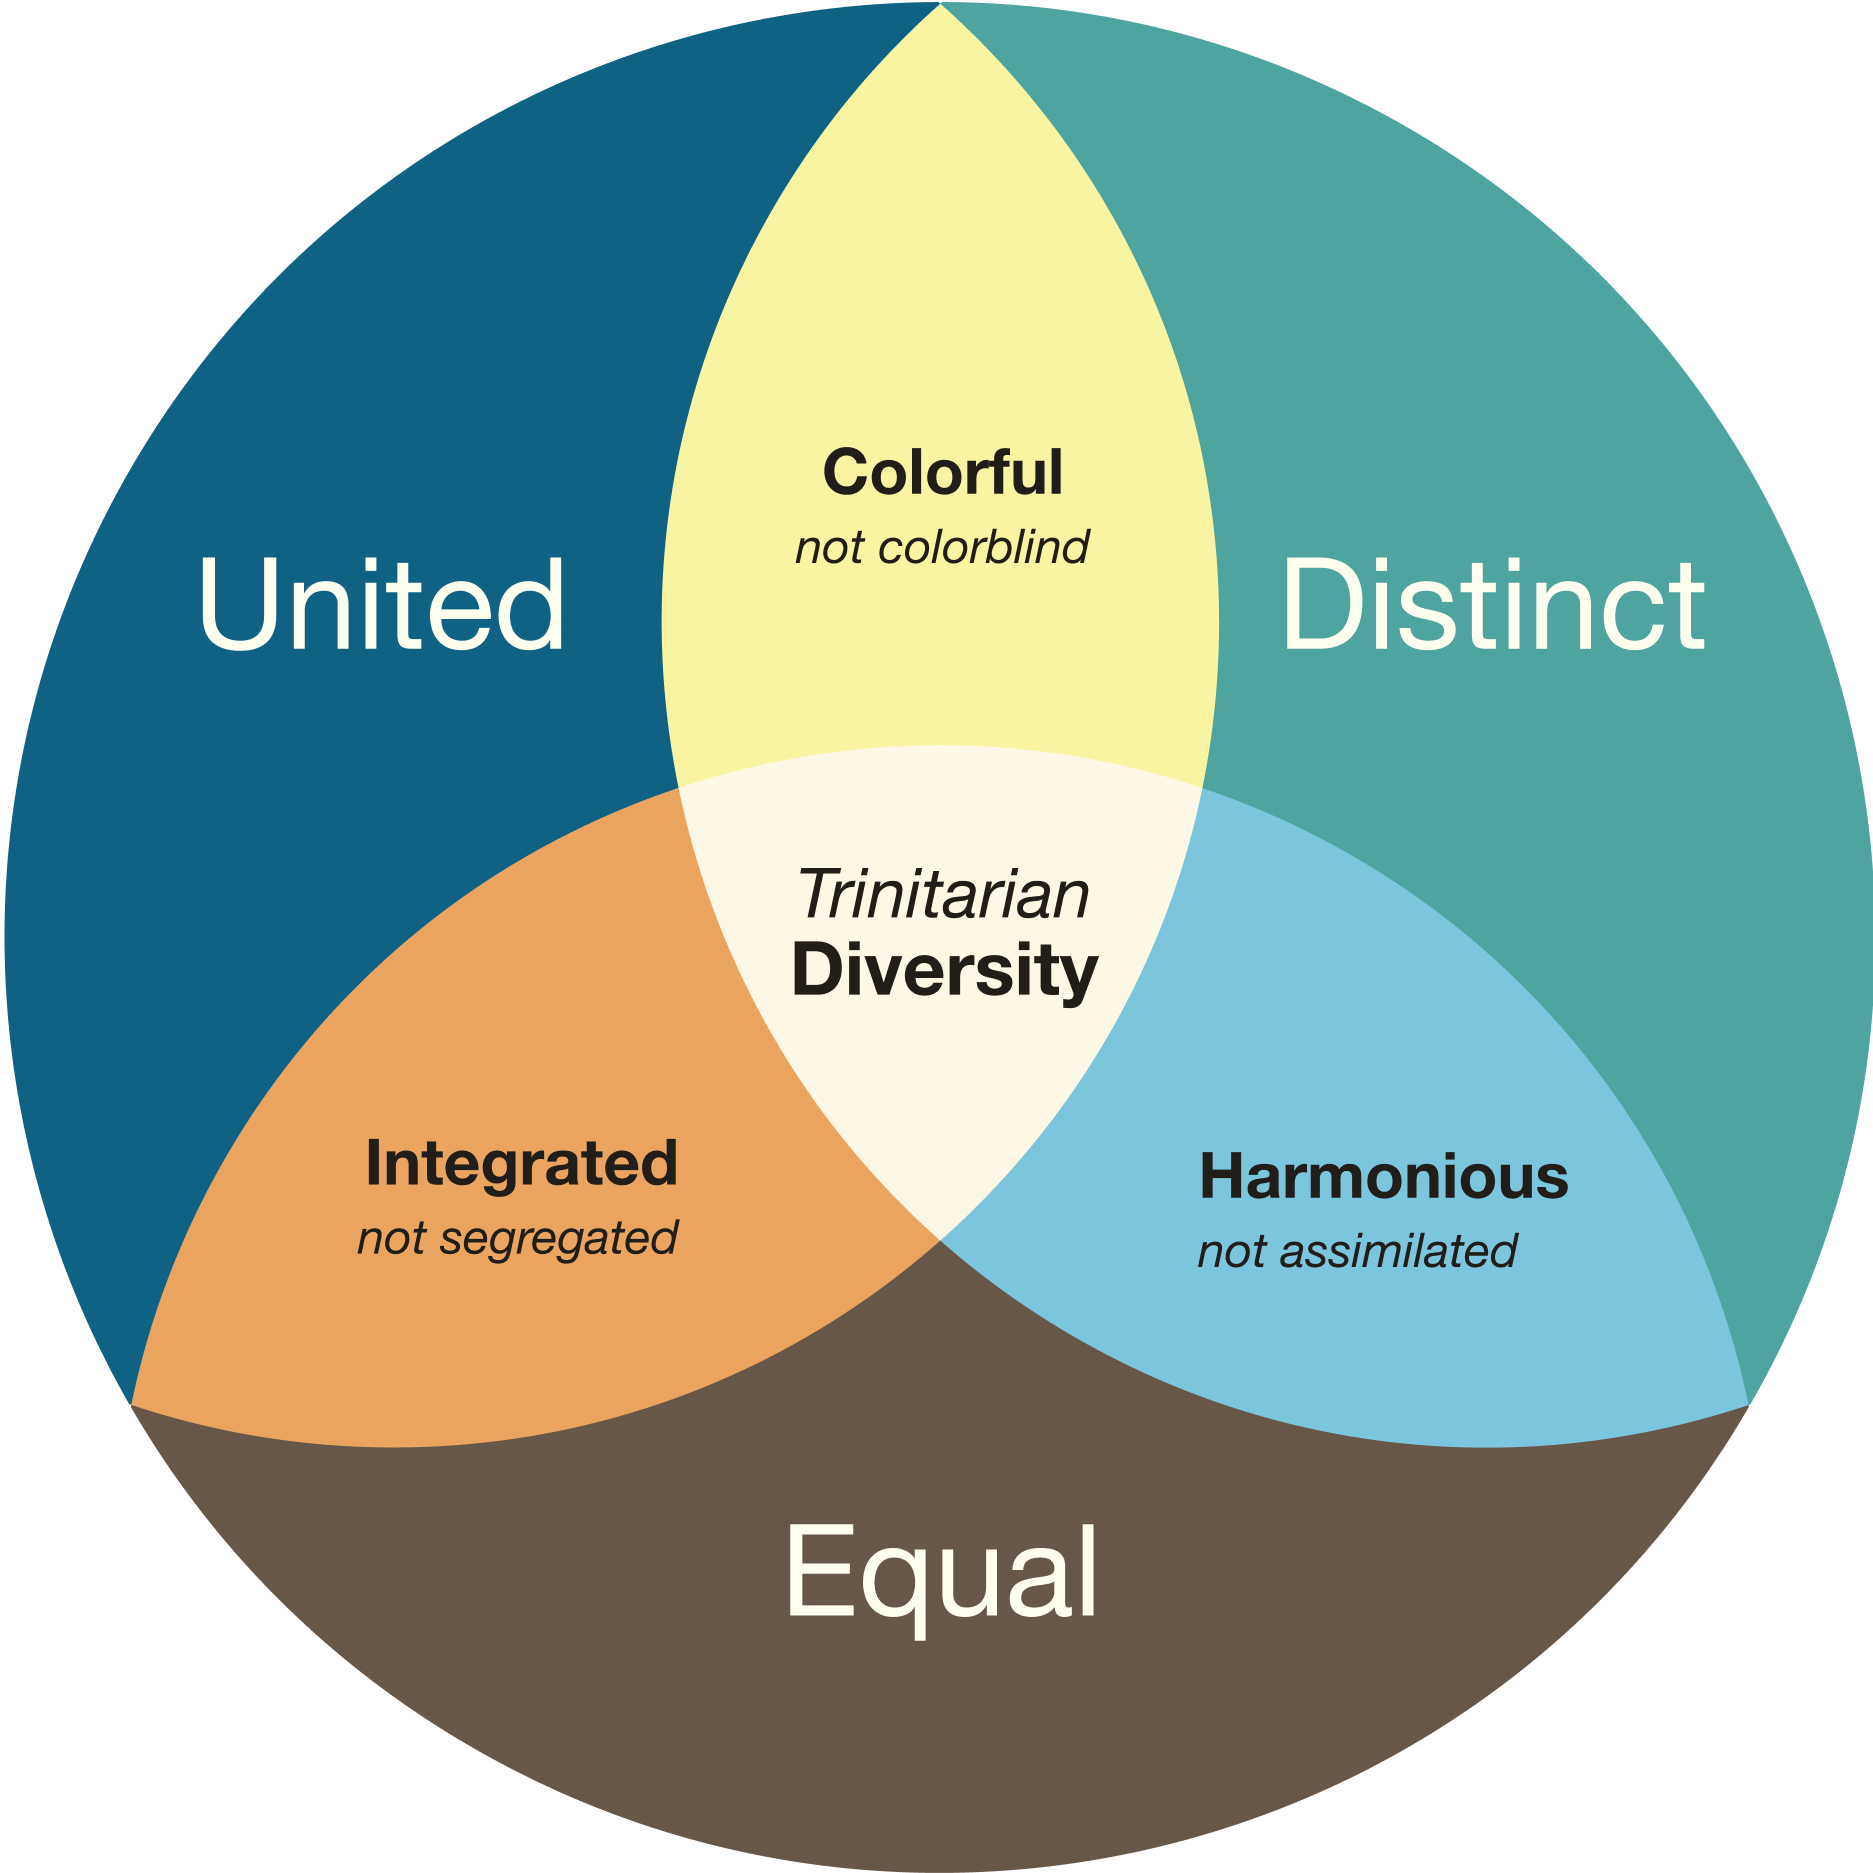 Colorful
not colorblind
United
Distinct
Trinitarian
Diversity
Integrated
not segregated
Harmonious
not assimilated
Equal